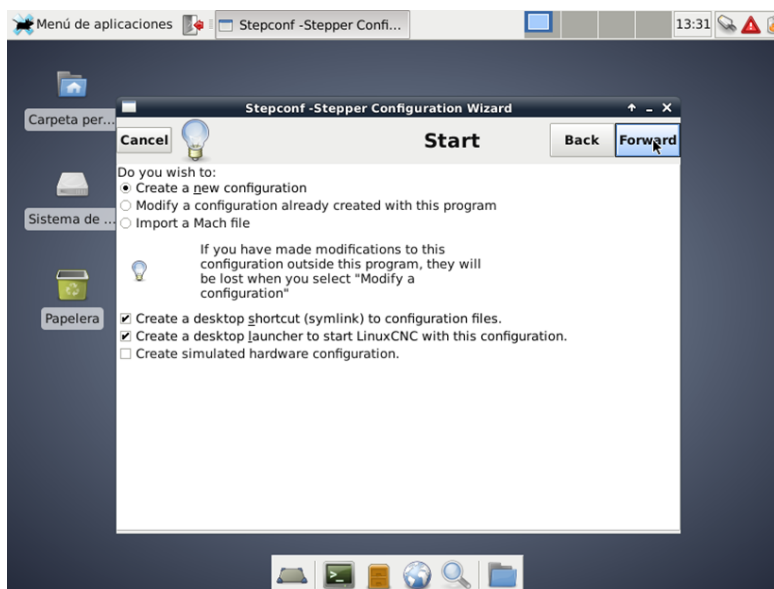 Menú de aplicaciones
Stepconf -Stepper Confi...
13:31
Carpeta per...
Sistema de ...
Papelera
Stepconf -Stepper Configuration Wizard
Cancel
Start
Back
Forward
Do you wish to:
Create a new configuration
Modify a configuration already created with this program
Import a Mach file
If you have made modifications to this
configuration outside this program, they will
be lost when you select "Modify a
configuration"
Create a desktop shortcut (symlink) to configuration files.
Create a desktop launcher to start LinuxCNC with this configuration.
Create simulated hardware configuration.